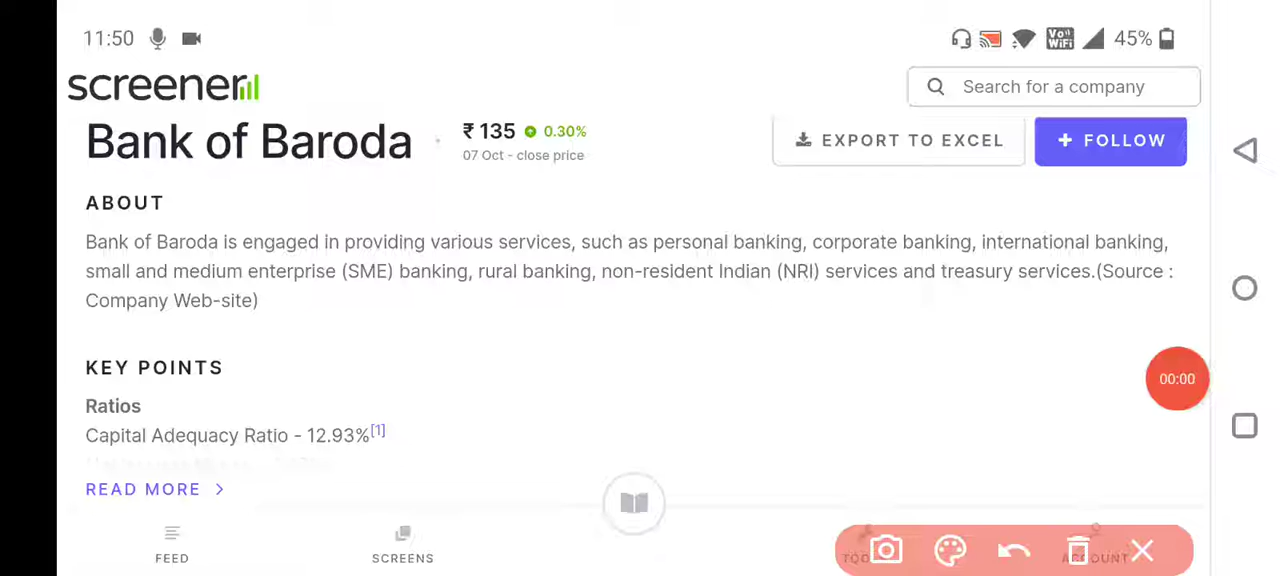 11:50
Vo))
WiFi
45%
screener
Search for a company
Bank of Baroda
₹ 135 0.30%
07 Oct - close price
EXPORT TO EXCEL
+ FOLLOW
ABOUT
Bank of Baroda is engaged in providing various services, such as personal banking, corporate banking, international banking,
small and medium enterprise (SME) banking, rural banking, non-resident Indian (NRI) services and treasury services.(Source :
Company Web-site)
KEY POINTS
Ratios
Capital Adequacy Ratio - 12.93%[1]
READ MORE >
00:00
FEED
SCREENS
ACCOUNT